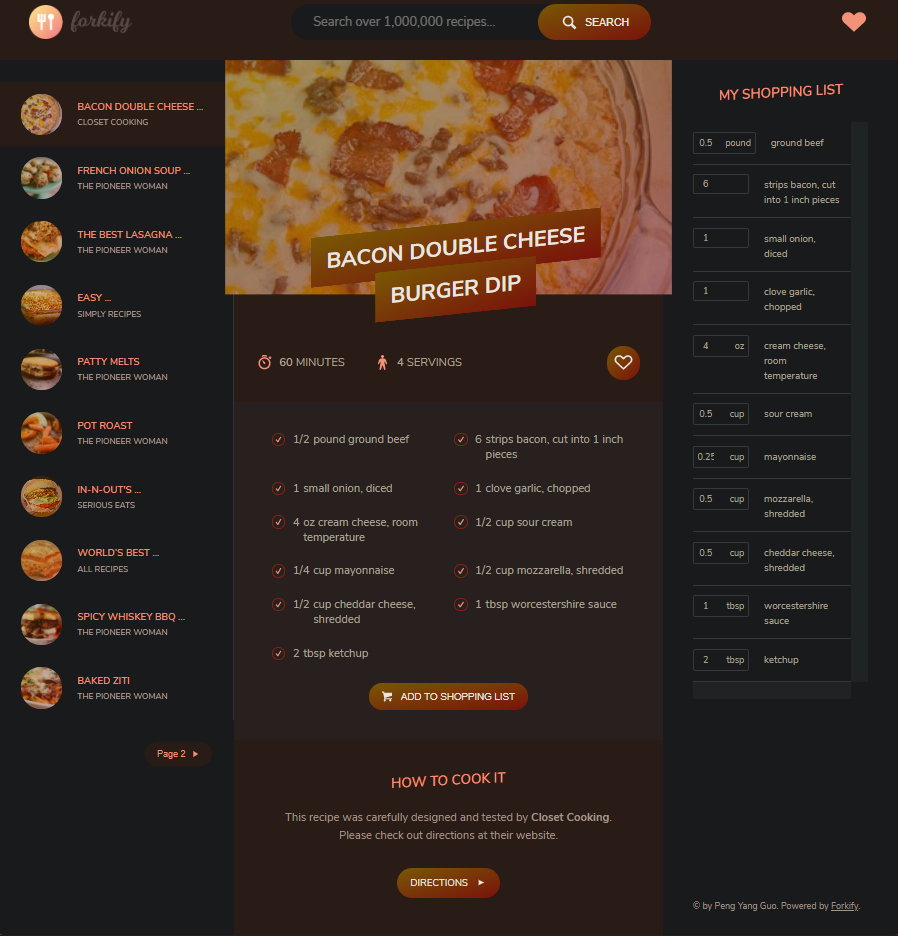 forkify
Search over 1,000,000 recipes...
SEARCH
BACON DOUBLE CHEESE ...
CLOSET COOKING
FRENCH ONION SOUP ...
THE PIONEER WOMAN
THE BEST LASAGNA ...
THE PIONEER WOMAN
EASY ...
SIMPLY RECIPES
PATTY MELTS
THE PIONEER WOMAN
POT ROAST
THE PIONEER WOMAN
IN-N-OUT'S ...
SERIOUS EATS
WORLD'S BEST ...
ALL RECIPES
SPICY WHISKEY BBQ ...
THE PIONEER WOMAN
BAKED ZITI
THE PIONEER WOMAN
Page 2
BACON DOUBLE CHEESE
BURGER DIP
60 MINUTES
4 SERVINGS
1/2 pound ground beef
6 strips bacon, cut into 1 inch
pieces
1 small onion, diced
1 clove garlic, chopped
4 oz cream cheese, room
temperature
1/2 cup sour cream
1/4 cup mayonnaise
1/2 cup mozzarella, shredded
1/2 cup cheddar cheese,
shredded
1 tbsp worcestershire sauce
2 tbsp ketchup
ADD TO SHOPPING LIST
HOW TO COOK IT
This recipe was carefully designed and tested by Closet Cooking.
Please check out directions at their website.
DIRECTIONS
MY SHOPPING LIST
0.5 pound ground beef
6 strips bacon, cut
into 1 inch pieces
1 small onion,
diced
1 clove garlic,
chopped
4 oz cream cheese,
room
temperature
0.5 cup sour cream
0.25 cup mayonnaise
0.5 cup mozzarella,
shredded
0.5 cup cheddar cheese,
shredded
1 tbsp worcestershire
sauce
2 tbsp ketchup
© by Peng Yang Guo. Powered by Forkify.